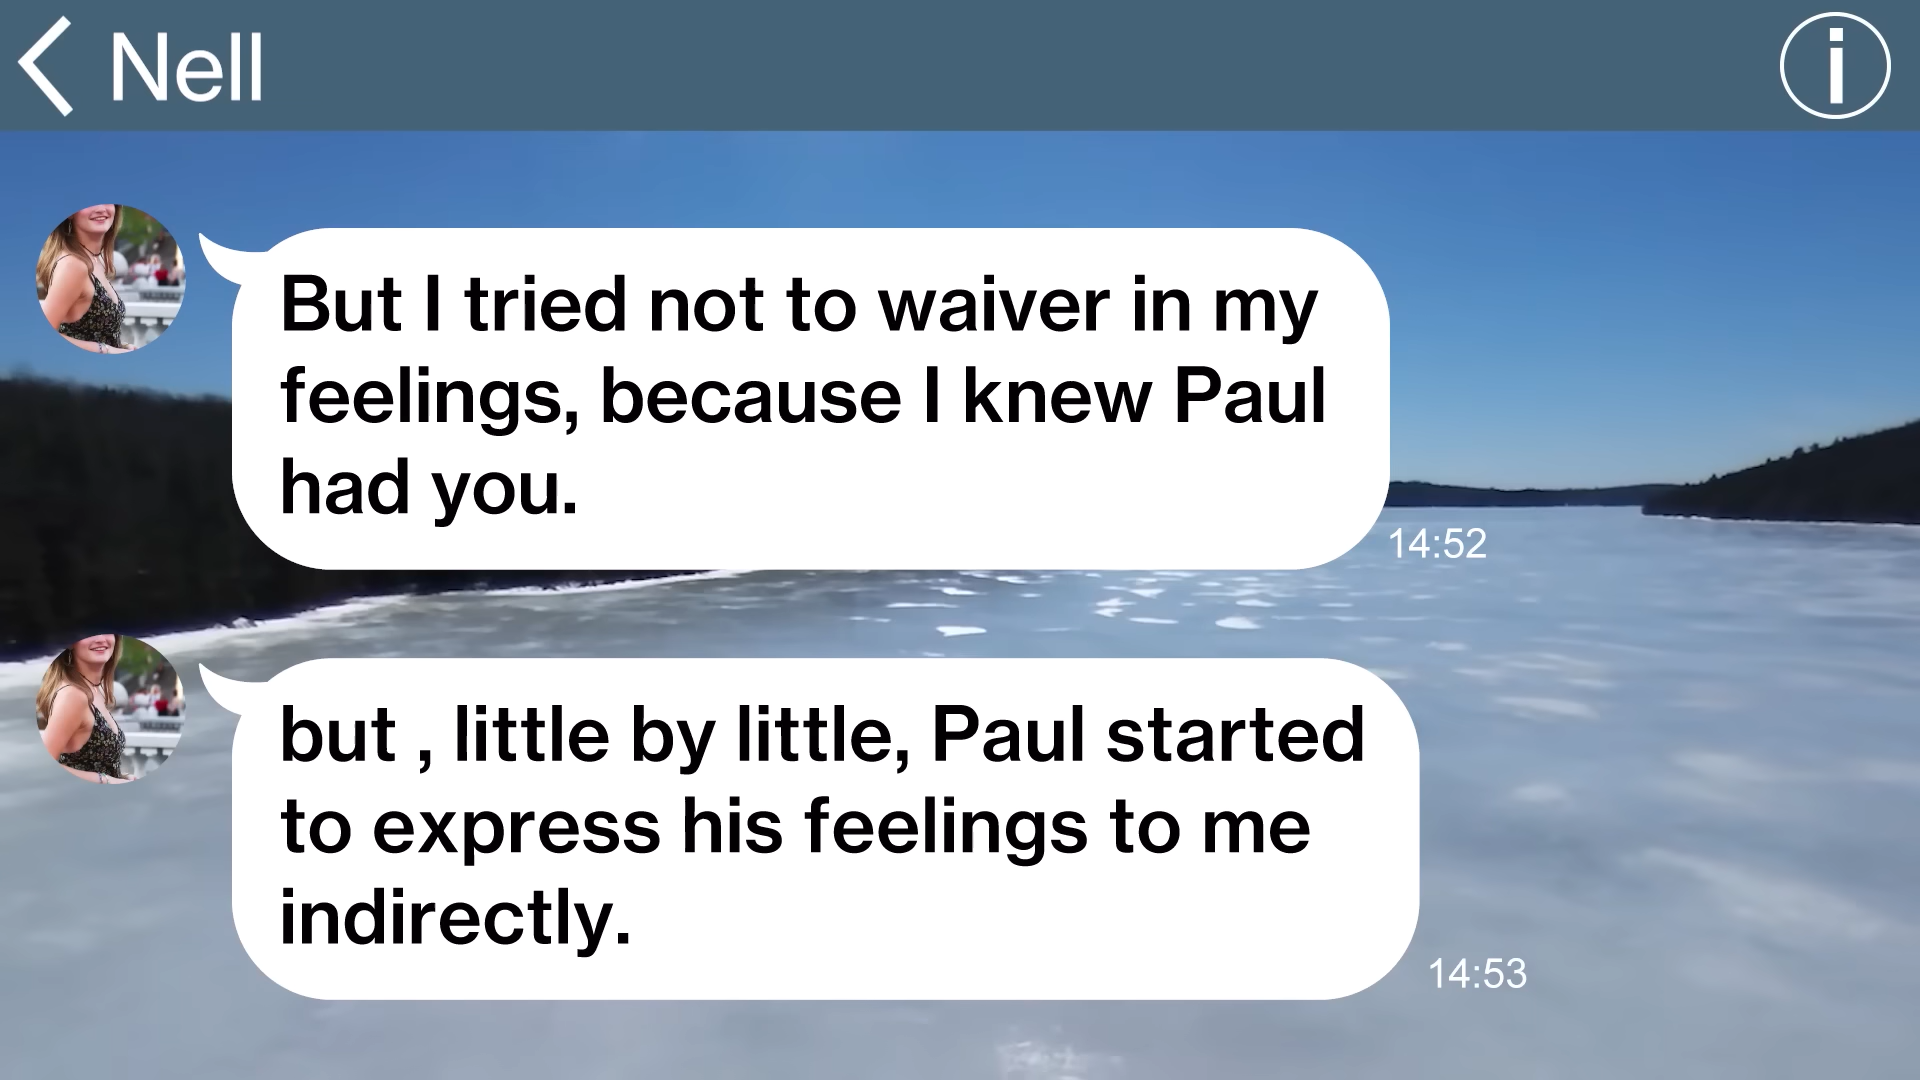 Nell
But I tried not to waiver in my
feelings, because I knew Paul
had you.
14:52
but , little by little, Paul started
to express his feelings to me
indirectly.
14:53